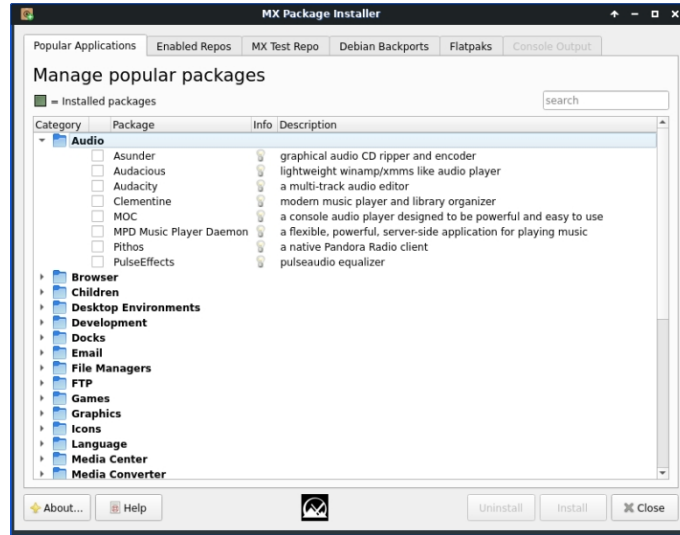 MX Package Installer
Popular Applications Enabled Repos MX Test Repo Debian Backports Flatpaks Console Output
Manage popular packages
= Installed packages search
Category Package Info Description
Audio
Asunder graphical audio CD ripper and encoder
Audacious lightweight winamp/xmms like audio player
Audacity a multi-track audio editor
Clementine modern music player and library organizer
MOC a console audio player designed to be powerful and easy to use
MPD Music Player Daemon a flexible, powerful, server-side application for playing music
Pithos a native Pandora Radio client
PulseEffects pulseaudio equalizer
Browser
Children
Desktop Environments
Development
Docks
Email
File Managers
FTP
Games
Graphics
Icons
Language
Media Center
Media Converter
About... Help Uninstall Install Close